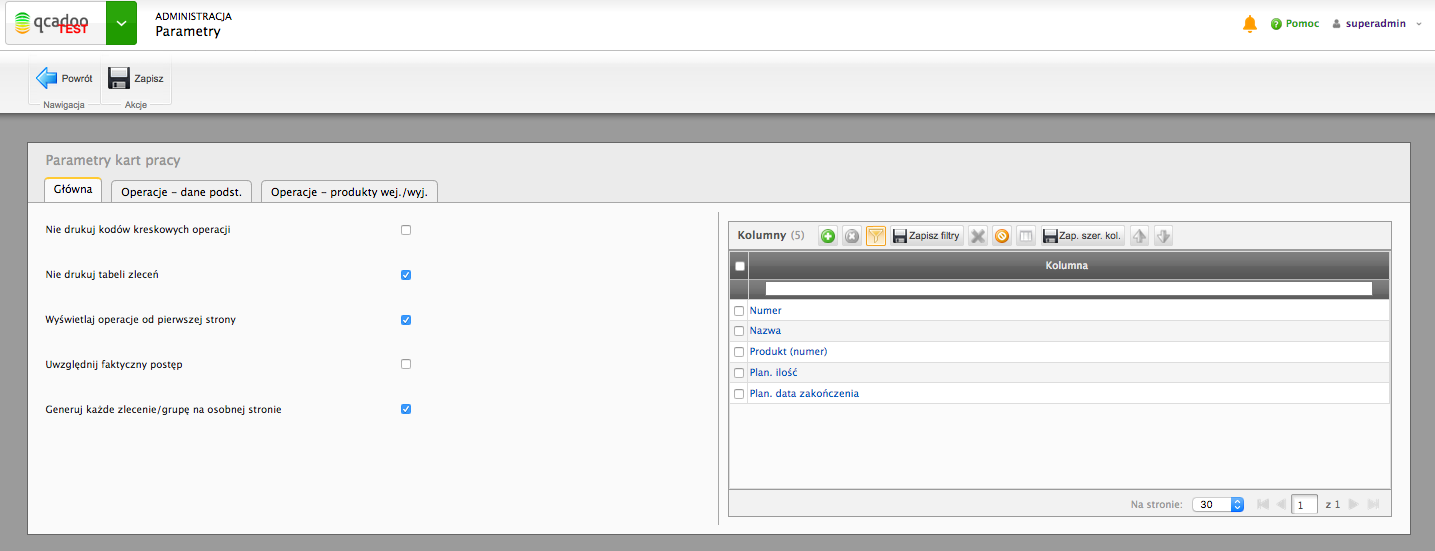 qcadoo
TEST
ADMINISTRACJA
Parametry
Pomoc
superadmin
Powrót
Zapisz
Nawigacja
Akcje
Parametry kart pracy
Główna
Operacje – dane podst.
Operacje – produkty wej./wyj.
Nie drukuj kodów kreskowych operacji
Nie drukuj tabeli zleceń
Wyświetlaj operacje od pierwszej strony
Uwzględnij faktyczny postęp
Generuj każde zlecenie/grupę na osobnej stronie
Kolumny (5)
Zapisz filtry
Zap. szer. kol.
Kolumna
Numer
Nazwa
Produkt (numer)
Plan. ilość
Plan. data zakończenia
Na stronie: 30 1 z 1